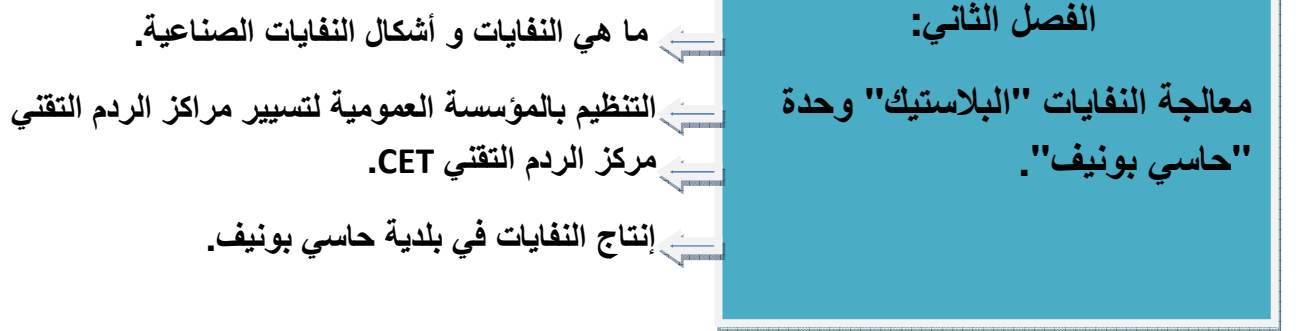 الفصل الثاني:
معالجة النفايات "البلاستيك" وحدة
"حاسي بونيف".
ما هي النفايات و أشكال النفايات الصناعية.
التنظيم بالمؤسسة العمومية لتسيير مراكز الردم التقني
مركز الردم التقني CET.
إنتاج النفايات في بلدية حاسي بونيف.